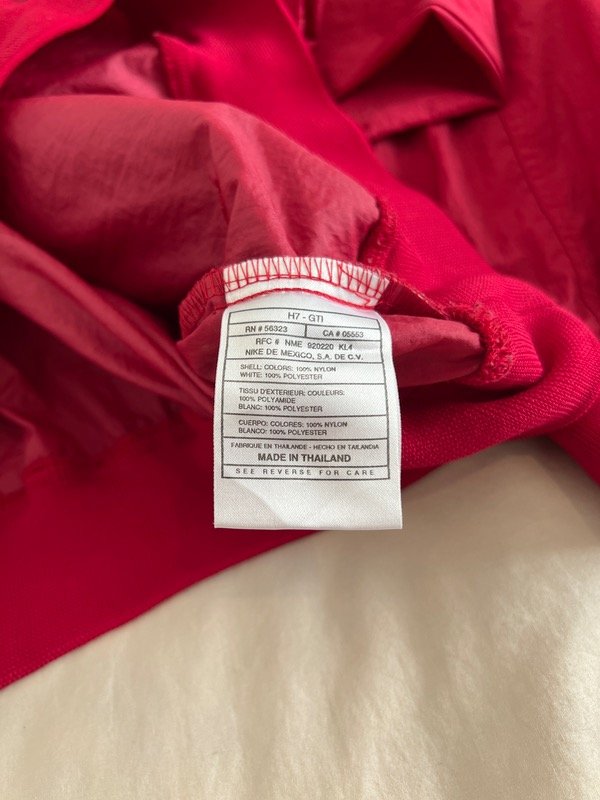 H7 - GTI
RN # 56323 CA # 05553
RFC # NME 920220 KL4
NIKE DE MEXICO, S.A. DE C.V.
SHELL: COLORS: 100% NYLON
WHITE: 100% POLYESTER
TISSU D'EXTERIEUR; COULEURS:
100% POLYAMIDE
BLANC: 100% POLYESTER
CUERPO: COLORES: 100% NYLON
BLANCO: 100% POLYESTER
FABRIQUE EN THAILANDE - HECHO EN TAILANDIA
MADE IN THAILAND
SEE REVERSE FOR CARE